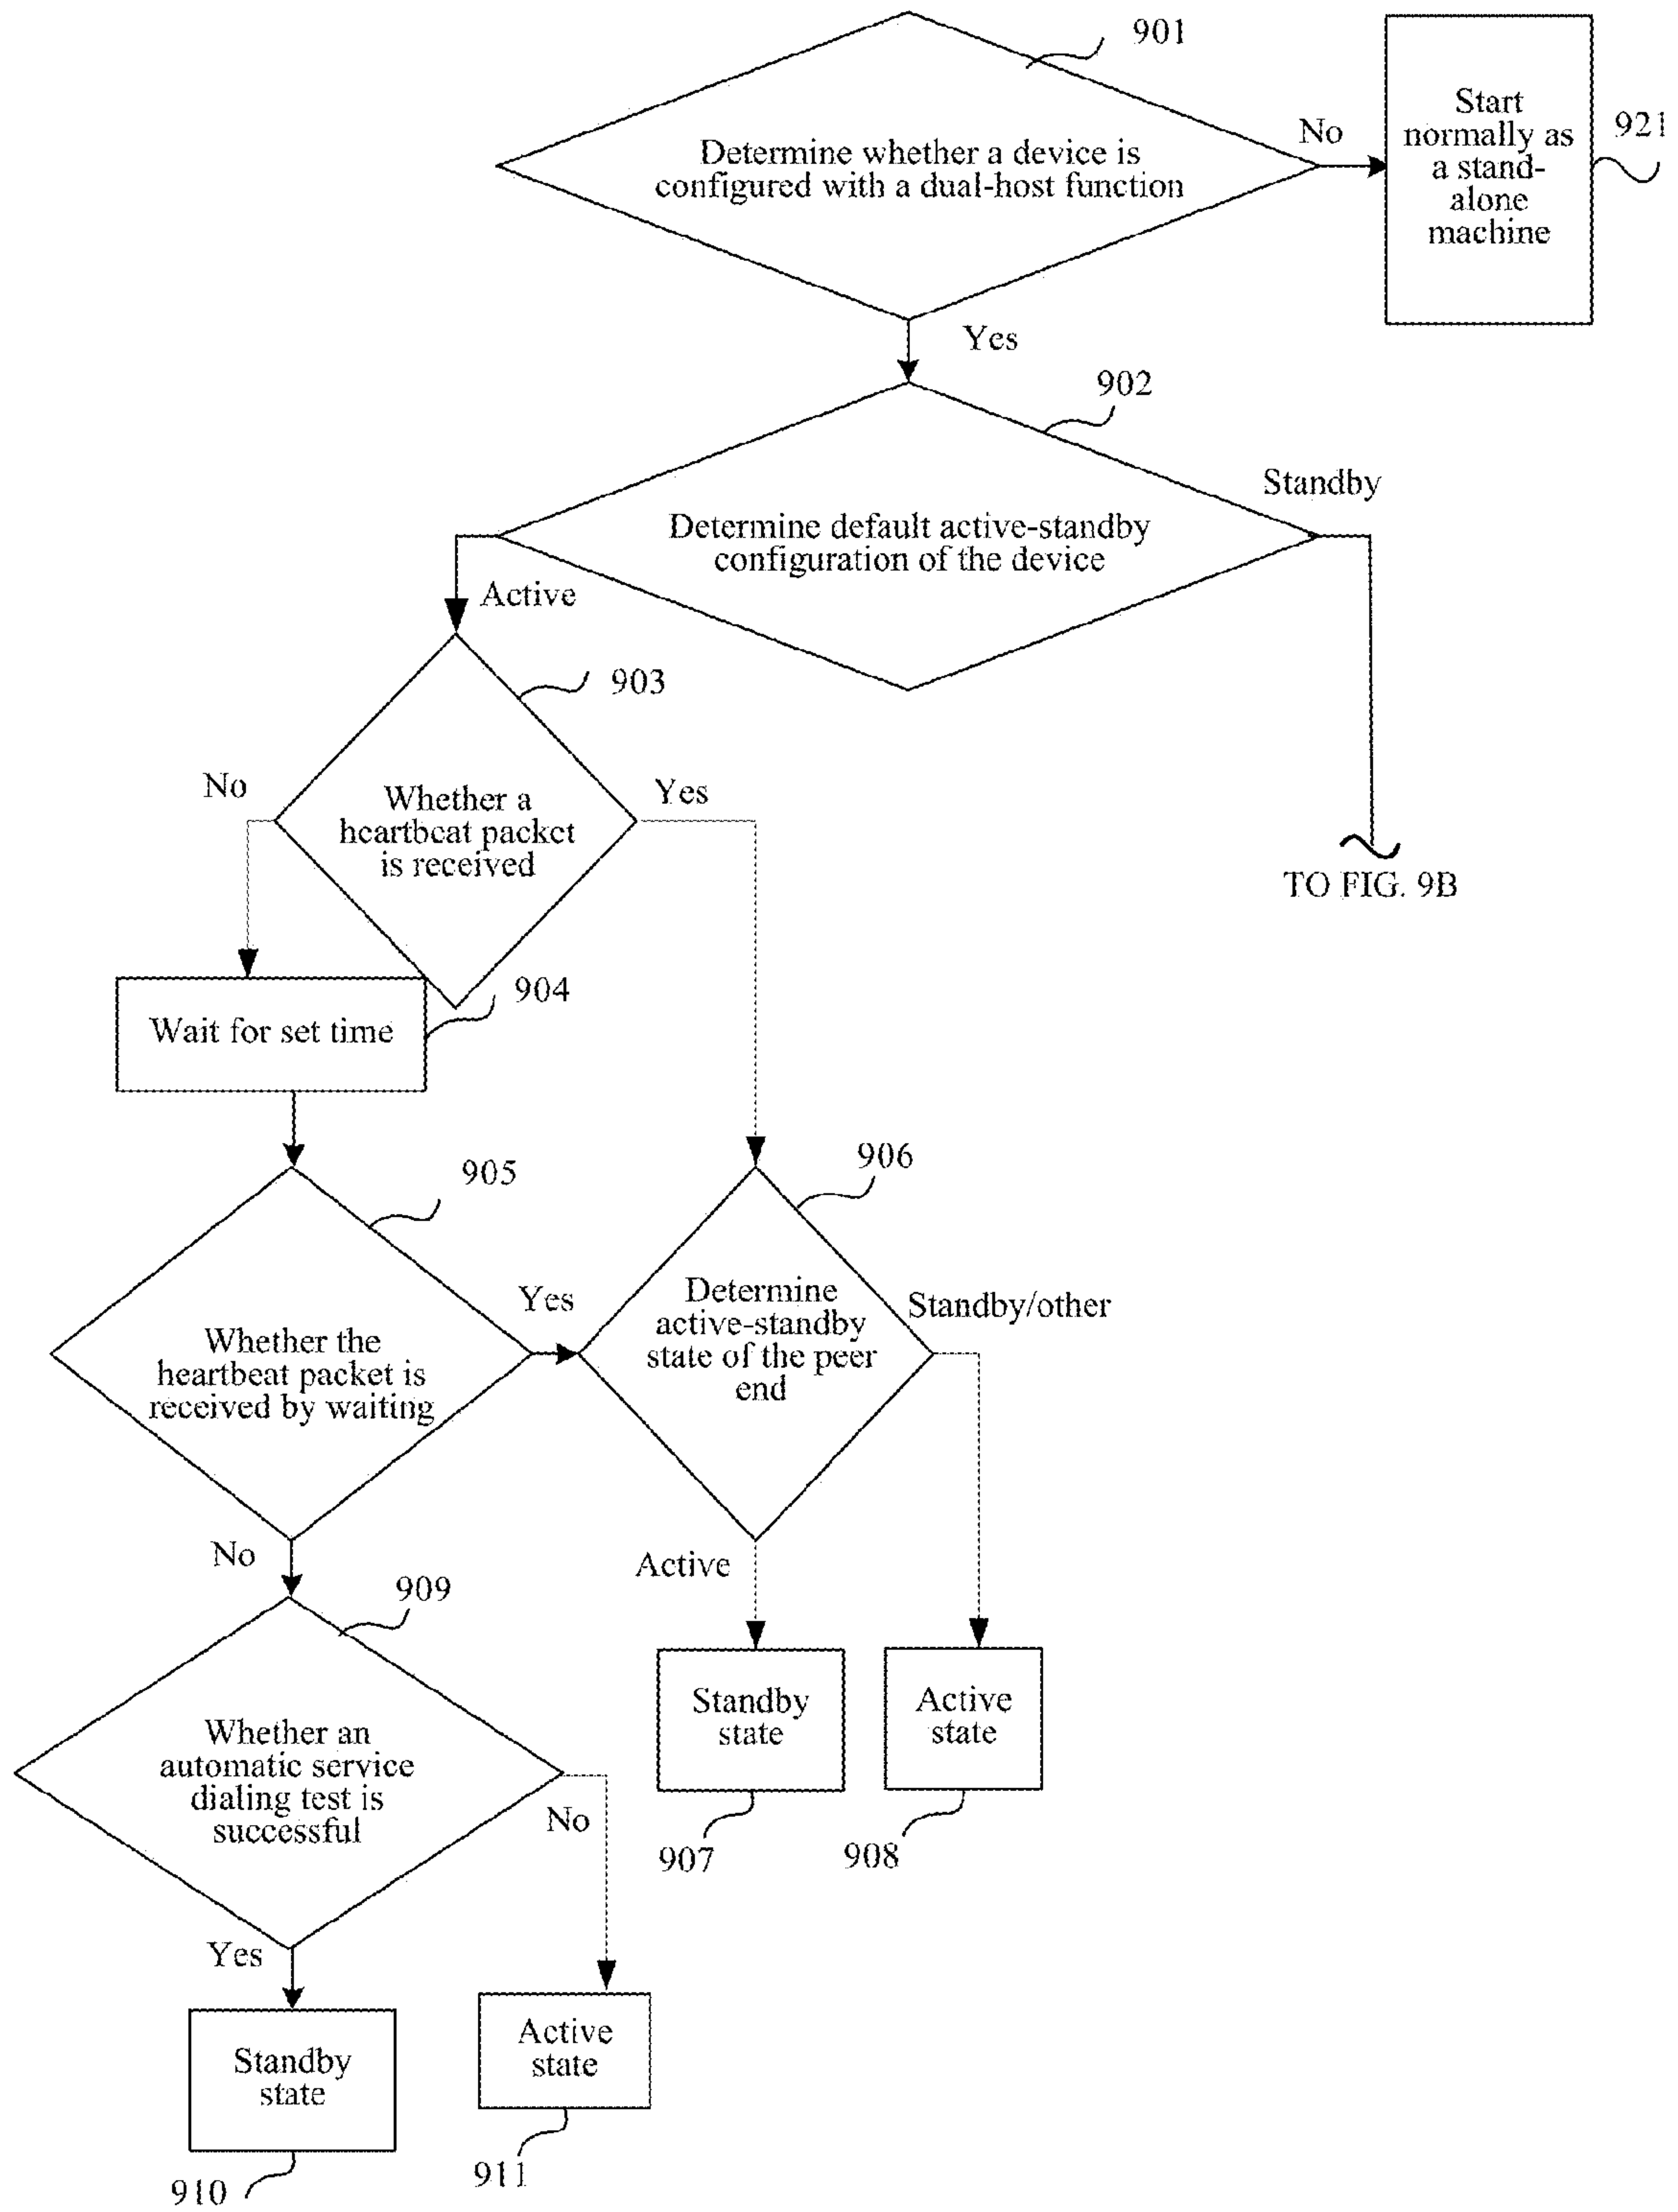 901
Determine whether a device is
configured with a dual-host function
No
Start
normally as
a stand-
alone
machine
921
Yes
902
Determine default active-standby
configuration of the device
Standby
Active
903
No
Whether a
heartbeat packet
is received
Yes
TO FIG. 9B
904
Wait for set time
905
906
Whether the
heartbeat packet is
received by waiting
Yes
Determine
active-standby
state of the peer
end
Standby/other
No
Active
909
Whether an
automatic service
dialing test is
successful
No
Standby
state
Active
state
907
908
Yes
Standby
state
Active
state
910
911